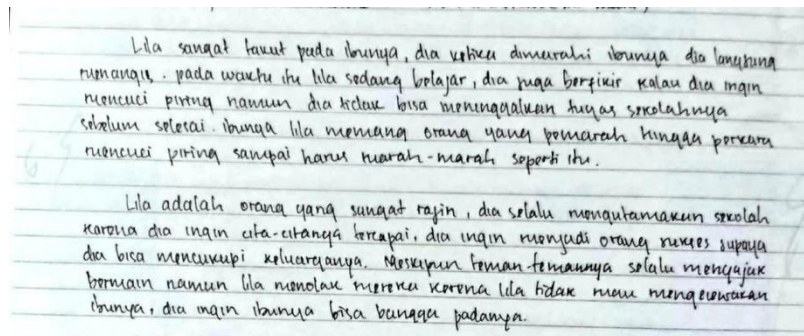 Lila sangat takut pada ibunya, dia ketika dimarahi ibunya dia langsung
menangis. pada waktu itu lila sedang belajar, dia juga berfikir kalau dia ingin
mencuci piring namun dia tidak bisa meninggalkan tugas sekolahnya
sebelum selesai. ibunya lila memang orang yang pemarah hingga perkara
mencuci piring sampai harus marah-marah seperti itu.
Lila adalah orang yang sangat rajin, dia selalu mengutamakan sekolah
karena dia ingin cita-citanya tercapai, dia ingin menjadi orang sukses supaya
dia bisa mencukupi keluarganya. Meskipun teman-temannya selalu mengajak
bermain namun lila menolak mereka karena lila tidak mau mengecewakan
ibunya, dia ingin ibunya bisa bangga padanya.